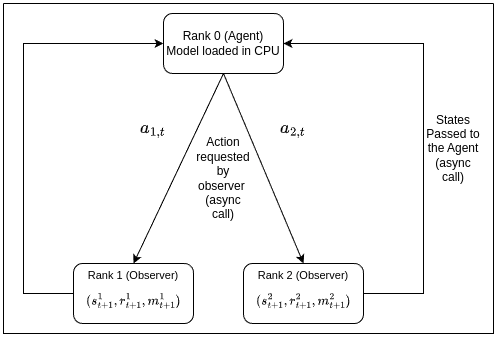 Rank 0 (Agent)
Model loaded in CPU
a_{1,t}
a_{2,t}
Action
requested
by
observer
(async
call)
States
Passed to
the Agent
(async
call)
Rank 1 (Observer)
(s^1_{t+1}, r^1_{t+1}, m^1_{t+1})
Rank 2 (Observer)
(s^2_{t+1}, r^2_{t+1}, m^2_{t+1})